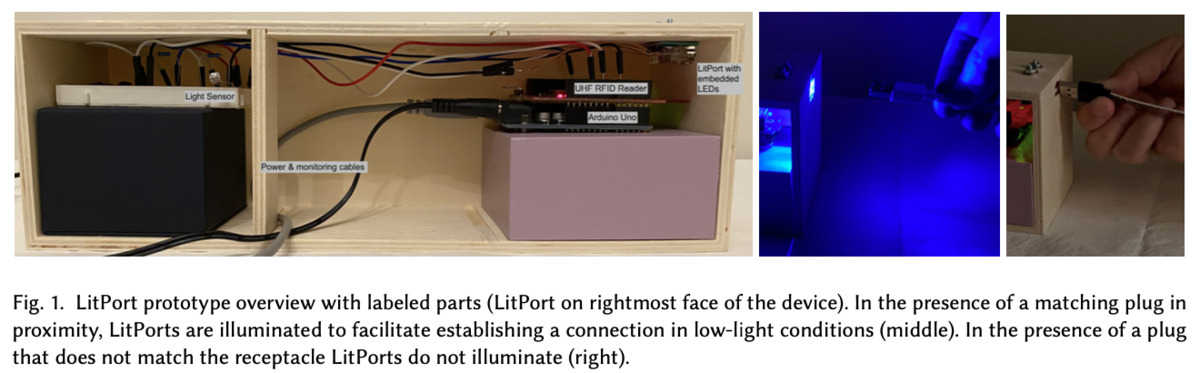 Light Sensor
UHF RFID Reader
Arduino Uno
LitPort with
embedded
LEDs
Power & monitoring cables
Fig. 1. LitPort prototype overview with labeled parts (LitPort on rightmost face of the device). In the presence of a matching plug in
proximity, LitPorts are illuminated to facilitate establishing a connection in low-light conditions (middle). In the presence of a plug
that does not match the receptacle LitPorts do not illuminate (right).